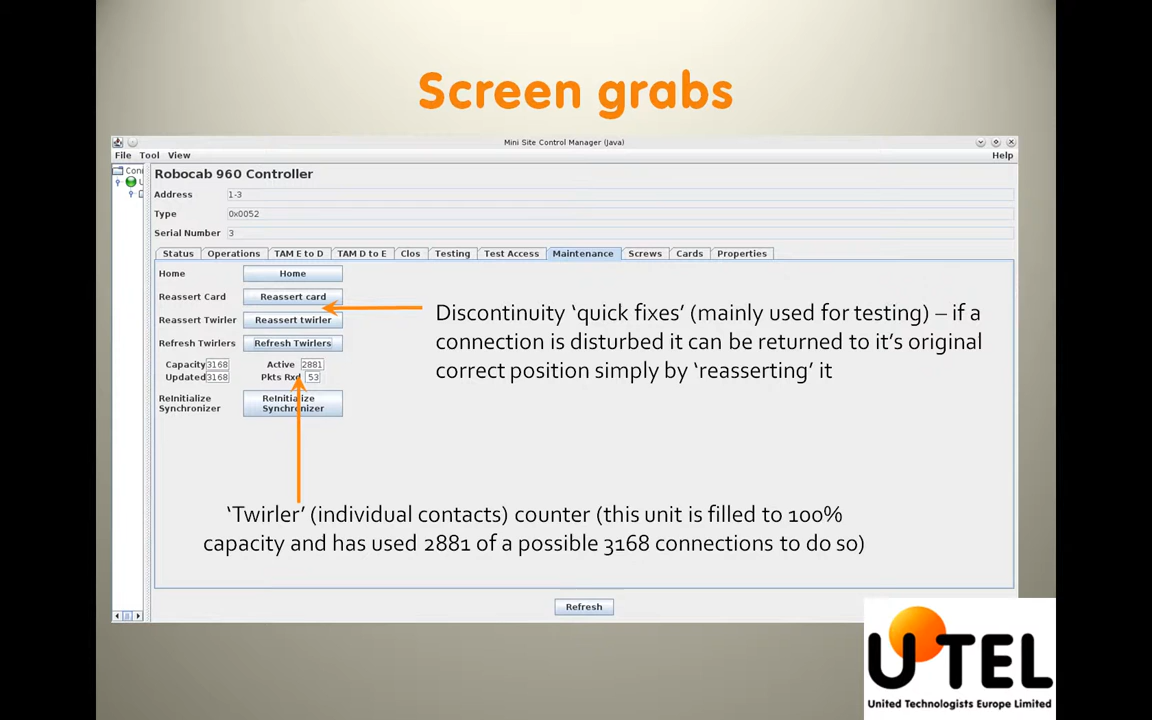 Screen grabs
Mini Site Control Manager (Java)
File Tool View Help
Robocab 960 Controller
Address 1-3
Type 0x0052
Serial Number 3
Status Operations TAM E to D TAM D to E Clos Testing Test Access Maintenance Screws Cards Properties
Home Home
Reassert Card Reassert card
Reassert Twirler Reassert twirler
Refresh Twirlers Refresh Twirlers
Capacity 3168 Active 2881
Updated 3168 Pkts Rxd 53
ReInitialize Synchronizer ReInitialize Synchronizer
Discontinuity ‘quick fixes’ (mainly used for testing) – if a
connection is disturbed it can be returned to it’s original
correct position simply by ‘reasserting’ it
‘Twirler’ (individual contacts) counter (this unit is filled to 100%
capacity and has used 2881 of a possible 3168 connections to do so)
Refresh
UTEL
United Technologists Europe Limited